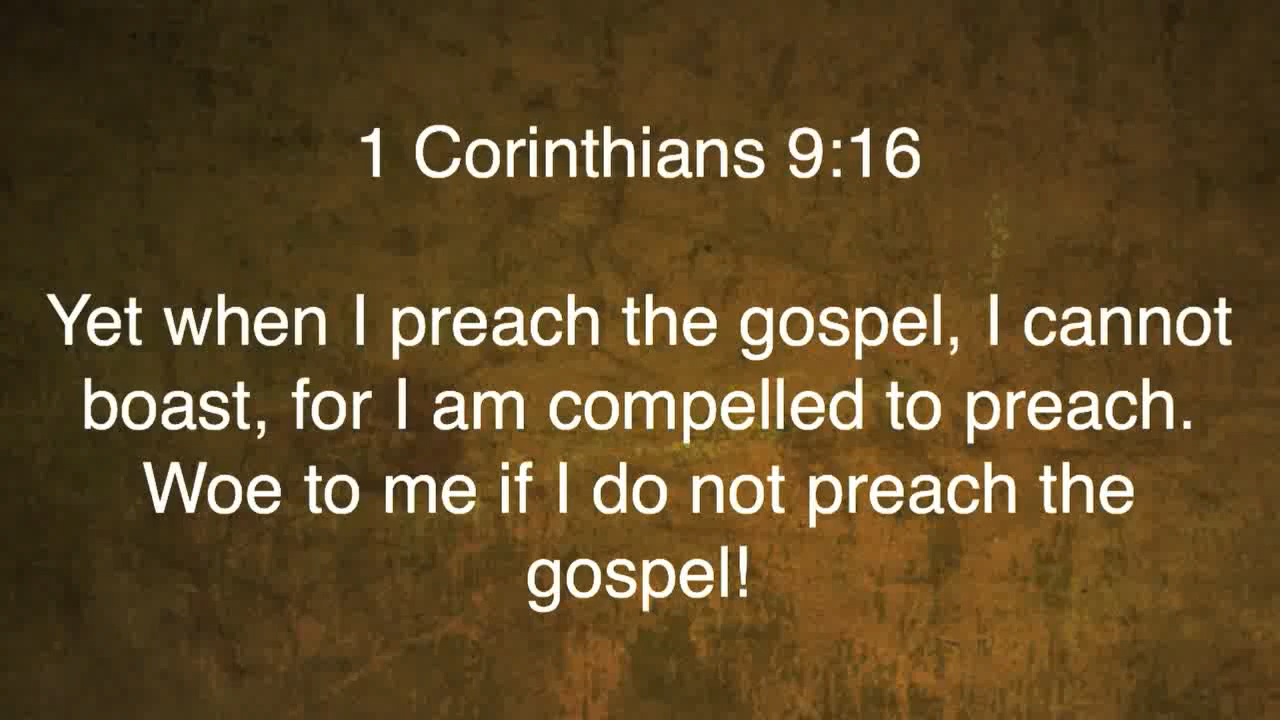 1 Corinthians 9:16
Yet when I preach the gospel, I cannot
boast, for I am compelled to preach.
Woe to me if I do not preach the
gospel!